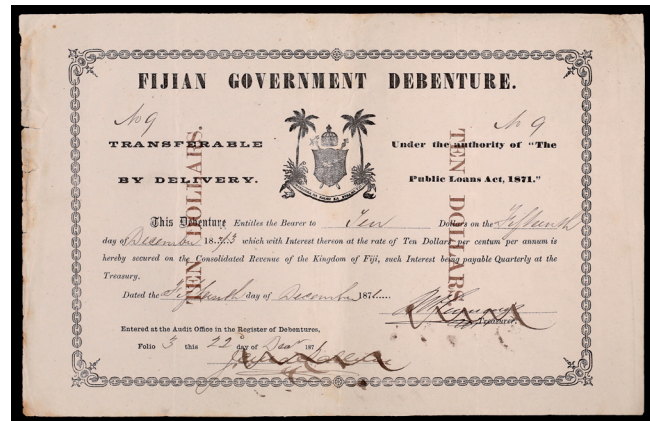 FIJIAN GOVERNMENT DEBENTURE.
No 9
No 9
TRANSFERABLE
BY DELIVERY.
Under the authority of "The
Public Loans Act, 1871."
TEN DOLLARS.
TEN DOLLARS.
This Debenture Entitles the Bearer to Ten Dollars on the Fifteenth
day of December 1873 which with Interest thereon at the rate of Ten Dollars per centum per annum is
hereby secured on the Consolidated Revenue of the Kingdom of Fiji, such Interest being payable Quarterly at the
Treasury.
Dated the Fifteenth day of December 1871
Treasurer.
Entered at the Audit Office in the Register of Debentures,
Folio 3 this 22 day of Decr 187